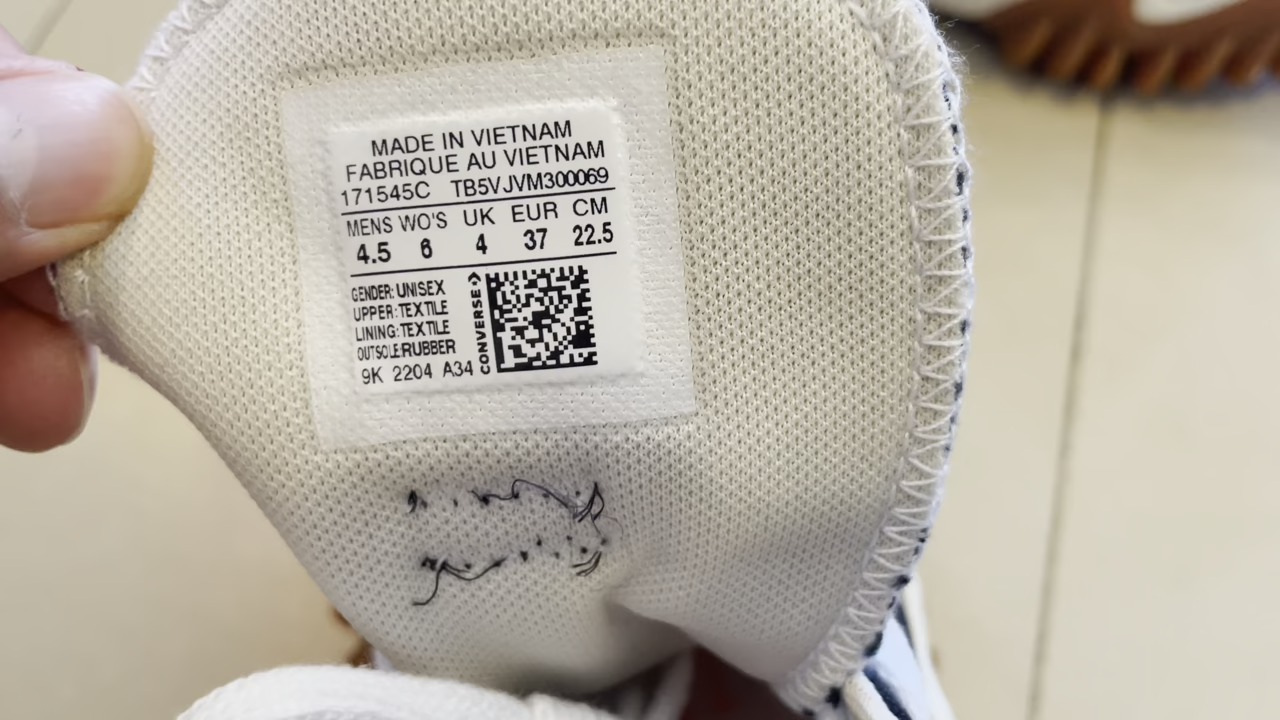 MADE IN VIETNAM
FABRIQUE AU VIETNAM
171545C TB5VJVM300069
MENS WO'S UK EUR CM
4.5 6 4 37 22.5
GENDER: UNISEX
UPPER: TEXTILE
LINING: TEXTILE
OUTSOLE: RUBBER
9K 2204 A34
CONVERSE